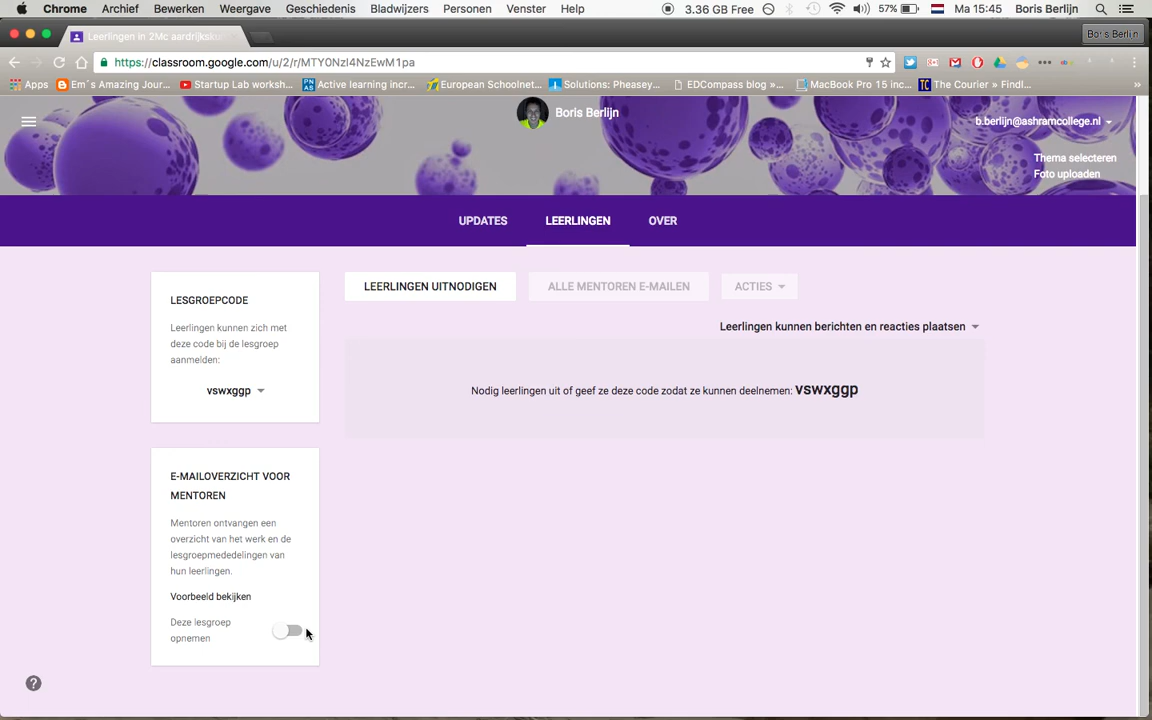 Chrome Archief Bewerken Weergave Geschiedenis Bladwijzers Personen Venster Help 3.36 GB Free 57% Ma 15:45 Boris Berlijn
Leerlingen in 2Mc aardrijksku Boris Berlijn
https://classroom.google.com/u/2/r/MTY0NzI4NzEwM1pa
Apps Em´s Amazing Jour... Startup Lab worksh... Active learning incr... European Schoolnet... Solutions: Pheasey... EDCompass blog »... MacBook Pro 15 inc... The Courier » Findl... »
Boris Berlijn
b.berlijn@ashramcollege.nl
Thema selecteren
Foto uploaden
UPDATES LEERLINGEN OVER
LESGROEPCODE
Leerlingen kunnen zich met
deze code bij de lesgroep
aanmelden:
vswxggp
LEERLINGEN UITNODIGEN ALLE MENTOREN E-MAILEN ACTIES
Leerlingen kunnen berichten en reacties plaatsen
Nodig leerlingen uit of geef ze deze code zodat ze kunnen deelnemen: vswxggp
E-MAILOVERZICHT VOOR
MENTOREN
Mentoren ontvangen een
overzicht van het werk en de
lesgroepmededelingen van
hun leerlingen.
Voorbeeld bekijken
Deze lesgroep
opnemen
?